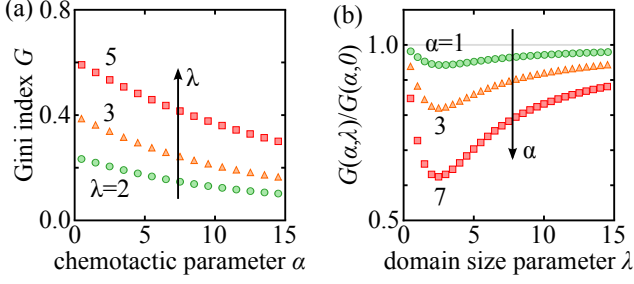 (a)
Gini index G
0.8
0.4
0.0
5
3
λ=2
λ
0
5
10
15
chemotactic parameter α
(b)
G(α,λ)/G(α,0)
1.0
0.5
α=1
3
7
α
0
5
10
15
domain size parameter λ